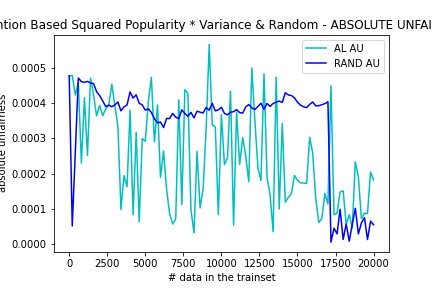 ntion Based Squared Popularity * Variance & Random - ABSOLUTE UNFAI
AL AU
RAND AU
absolute unfairness
0.0005
0.0004
0.0003
0.0002
0.0001
0.0000
0 2500 5000 7500 10000 12500 15000 17500 20000
# data in the trainset